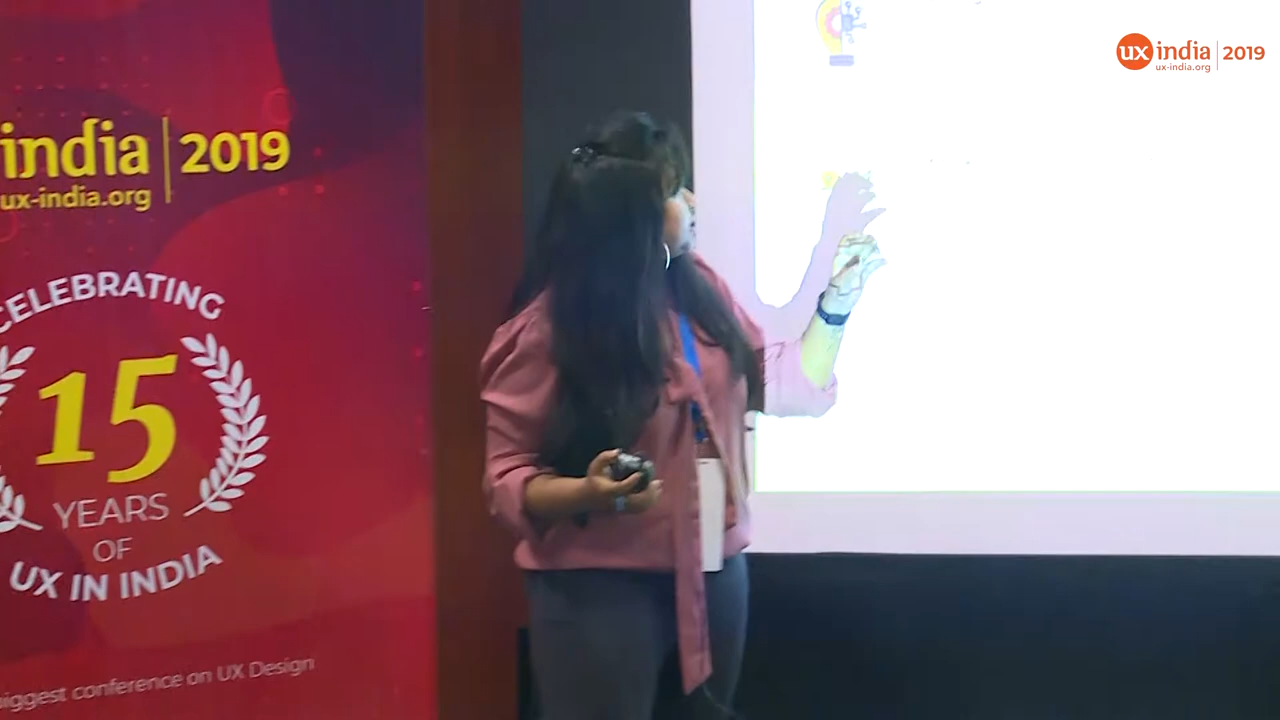 india | 2019
ux-india.org
CELEBRATING
15
YEARS
OF
UX IN INDIA
biggest conference on UX Design
ux india | 2019
ux-india.org